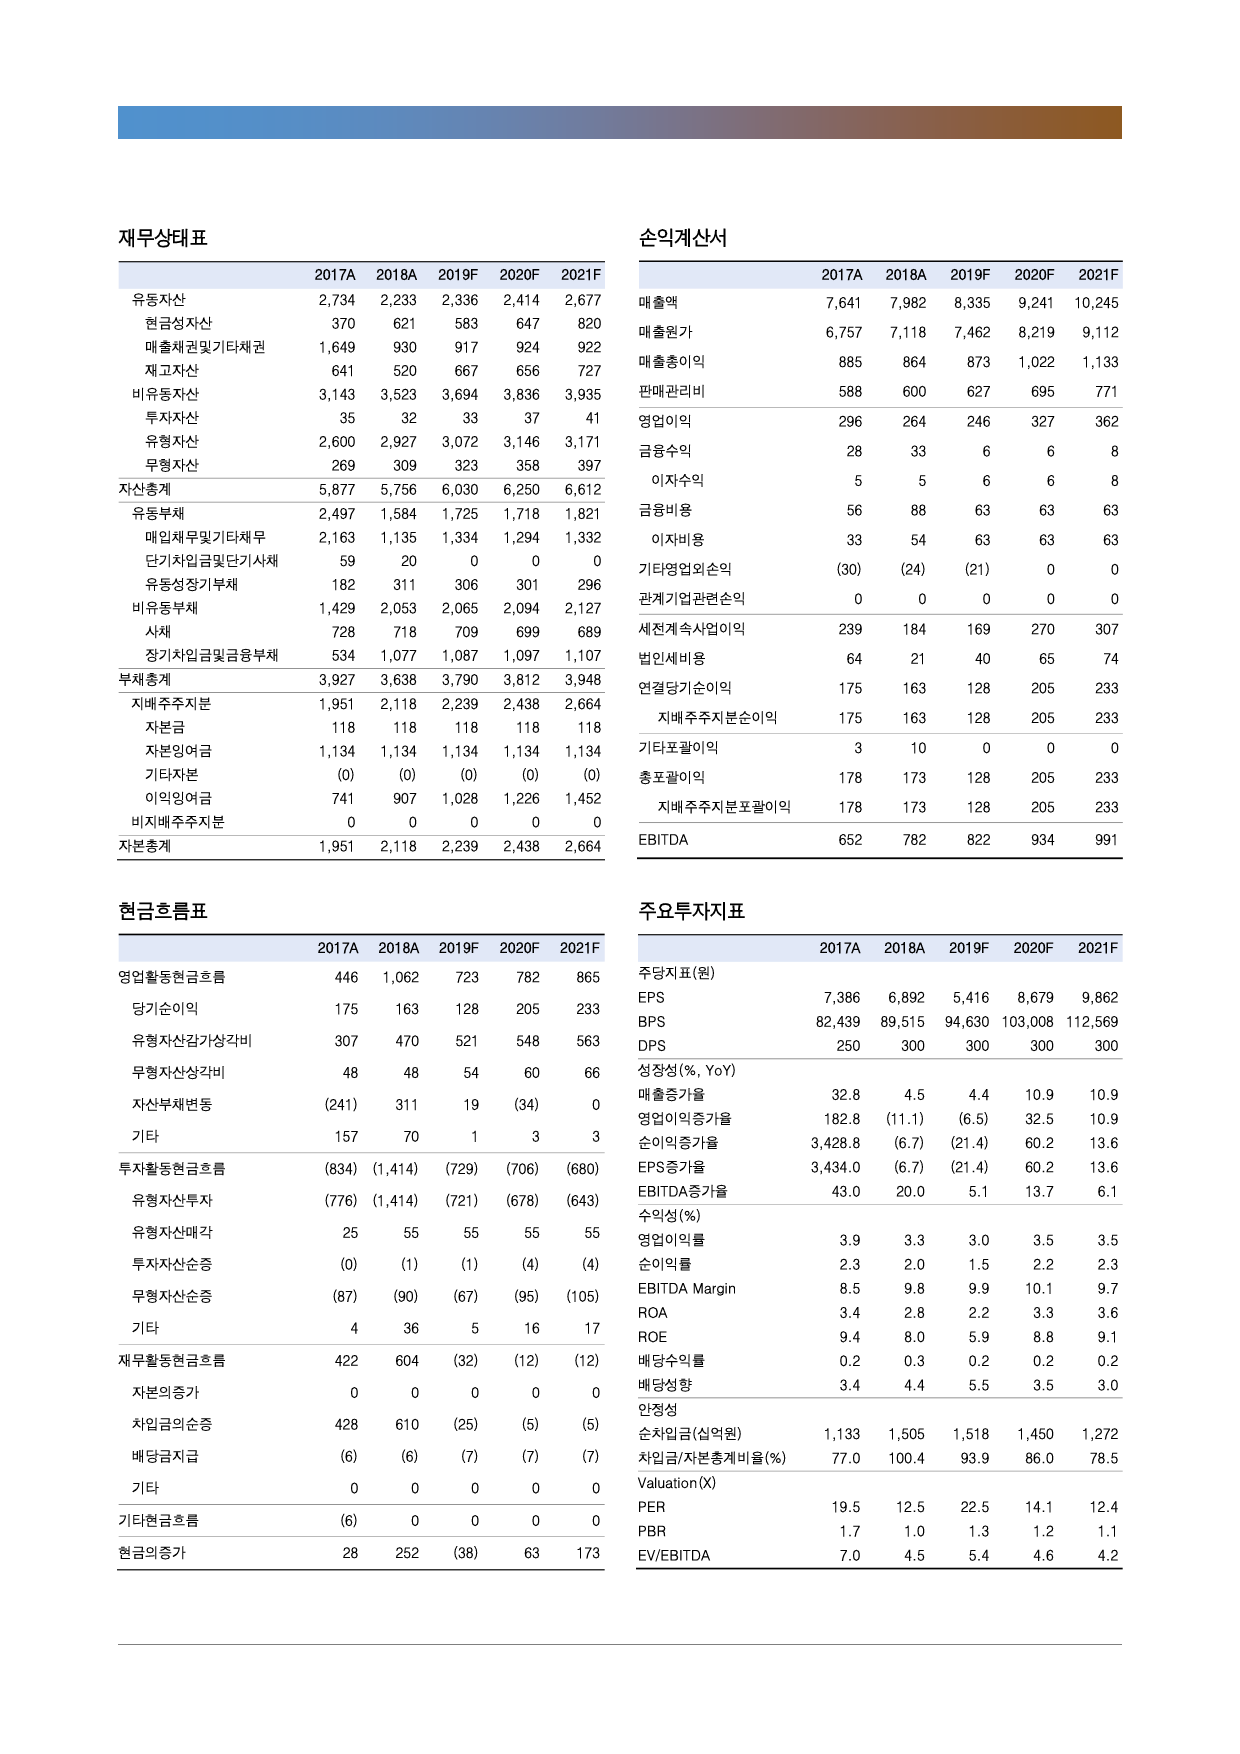 재무상태표
2017A 2018A 2019F 2020F 2021F
유동자산 2,734 2,233 2,336 2,414 2,677
현금성자산 370 621 583 647 820
매출채권및기타채권 1,649 930 917 924 922
재고자산 641 520 667 656 727
비유동자산 3,143 3,523 3,694 3,836 3,935
투자자산 35 32 33 37 41
유형자산 2,600 2,927 3,072 3,146 3,171
무형자산 269 309 323 358 397
자산총계 5,877 5,756 6,030 6,250 6,612
유동부채 2,497 1,584 1,725 1,718 1,821
매입채무및기타채무 2,163 1,135 1,334 1,294 1,332
단기차입금및단기사채 59 20 0 0 0
유동성장기부채 182 311 306 301 296
비유동부채 1,429 2,053 2,065 2,094 2,127
사채 728 718 709 699 689
장기차입금및금융부채 534 1,077 1,087 1,097 1,107
부채총계 3,927 3,638 3,790 3,812 3,948
지배주주지분 1,951 2,118 2,239 2,438 2,664
자본금 118 118 118 118 118
자본잉여금 1,134 1,134 1,134 1,134 1,134
기타자본 (0) (0) (0) (0) (0)
이익잉여금 741 907 1,028 1,226 1,452
비지배주주지분 0 0 0 0 0
자본총계 1,951 2,118 2,239 2,438 2,664
손익계산서
2017A 2018A 2019F 2020F 2021F
매출액 7,641 7,982 8,335 9,241 10,245
매출원가 6,757 7,118 7,462 8,219 9,112
매출총이익 885 864 873 1,022 1,133
판매관리비 588 600 627 695 771
영업이익 296 264 246 327 362
금융수익 28 33 6 6 8
이자수익 5 5 6 6 8
금융비용 56 88 63 63 63
이자비용 33 54 63 63 63
기타영업외손익 (30) (24) (21) 0 0
관계기업관련손익 0 0 0 0 0
세전계속사업이익 239 184 169 270 307
법인세비용 64 21 40 65 74
연결당기순이익 175 163 128 205 233
지배주주지분순이익 175 163 128 205 233
기타포괄이익 3 10 0 0 0
총포괄이익 178 173 128 205 233
지배주주지분포괄이익 178 173 128 205 233
EBITDA 652 782 822 934 991
현금흐름표
2017A 2018A 2019F 2020F 2021F
영업활동현금흐름 446 1,062 723 782 865
당기순이익 175 163 128 205 233
유형자산감가상각비 307 470 521 548 563
무형자산상각비 48 48 54 60 66
자산부채변동 (241) 311 19 (34) 0
기타 157 70 1 3 3
투자활동현금흐름 (834) (1,414) (729) (706) (680)
유형자산투자 (776) (1,414) (721) (678) (643)
유형자산매각 25 55 55 55 55
투자자산순증 (0) (1) (1) (4) (4)
무형자산순증 (87) (90) (67) (95) (105)
기타 4 36 5 16 17
재무활동현금흐름 422 604 (32) (12) (12)
자본의증가 0 0 0 0 0
차입금의순증 428 610 (25) (5) (5)
배당금지급 (6) (6) (7) (7) (7)
기타 0 0 0 0 0
기타현금흐름 (6) 0 0 0 0
현금의증가 28 252 (38) 63 173
주요투자지표
2017A 2018A 2019F 2020F 2021F
주당지표(원)
EPS 7,386 6,892 5,416 8,679 9,862
BPS 82,439 89,515 94,630 103,008 112,569
DPS 250 300 300 300 300
성장성(%, YoY)
매출증가율 32.8 4.5 4.4 10.9 10.9
영업이익증가율 182.8 (11.1) (6.5) 32.5 10.9
순이익증가율 3,428.8 (6.7) (21.4) 60.2 13.6
EPS증가율 3,434.0 (6.7) (21.4) 60.2 13.6
EBITDA증가율 43.0 20.0 5.1 13.7 6.1
수익성(%)
영업이익률 3.9 3.3 3.0 3.5 3.5
순이익률 2.3 2.0 1.5 2.2 2.3
EBITDA Margin 8.5 9.8 9.9 10.1 9.7
ROA 3.4 2.8 2.2 3.3 3.6
ROE 9.4 8.0 5.9 8.8 9.1
배당수익률 0.2 0.3 0.2 0.2 0.2
배당성향 3.4 4.4 5.5 3.5 3.0
안정성
순차입금(십억원) 1,133 1,505 1,518 1,450 1,272
차입금/자본총계비율(%) 77.0 100.4 93.9 86.0 78.5
Valuation(X)
PER 19.5 12.5 22.5 14.1 12.4
PBR 1.7 1.0 1.3 1.2 1.1
EV/EBITDA 7.0 4.5 5.4 4.6 4.2